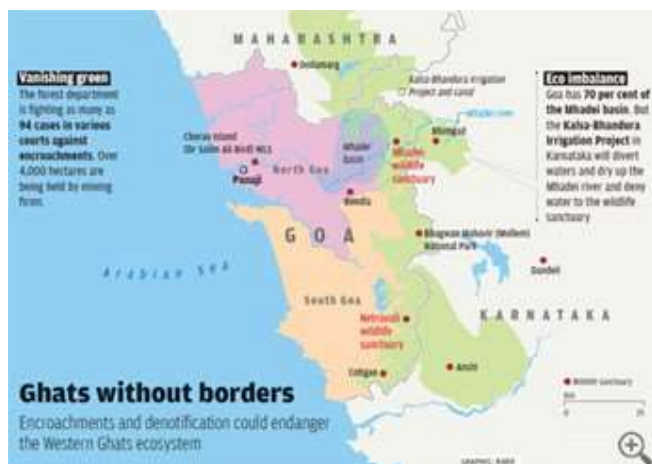 MAHARASHTRA
Vanishing green
The forest department
is fighting as many as
94 cases in various
courts against
encroachments. Over
4,000 hectares are
being held by mining
firms
Dodamarg
Kalsa-Bhandura Irrigation
Project and canal
Mhadei river
Eco imbalance
Goa has 70 per cent of
the Mhadei basin. But
the Kalsa-Bhandura
Irrigation Project in
Karnataka will divert
waters and dry up the
Mhadei river and deny
water to the wildlife
sanctuary
Chorao Island
(Dr Salim Ali Bird) WLS
Panaji
North Goa
Mhadei
basin
Mhadei
wildlife
sanctuary
Bhimgad
Bondla
GOA
Bhagwan Mahavir (Mollem)
National Park
Dandeli
Arabian Sea
KARNATAKA
South Goa
Netravali
wildlife
sanctuary
Cotigao
Anshi
Wildlife sanctuary
Km
0
Ghats without borders
Encroachments and denotification could endanger
the Western Ghats ecosystem